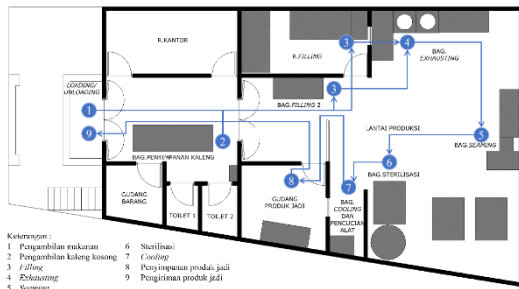 R.KANTOR
R.FILLING
3
4
BAG.
EXHAUSTING
LOADING/
UNLOADING
1
9
3
BAG.FILLING 2
2
BAG.PENYIMPANAN KALENG
LANTAI PRODUKSI
5
BAG.SEAMING
6
BAG.STERILISASI
GUDANG
BARANG
TOILET 1
TOILET 2
8
GUDANG
PRODUK JADI
7
BAG.
COOLING
DAN
PENCUCIAN
ALAT
Keterangan :
1 Pengambilan makanan
2 Pengambilan kaleng kosong
3 Filling
4 Exhausting
5 Seaming
6 Sterilisasi
7 Cooling
8 Penyimpanan produk jadi
9 Pengiriman produk jadi